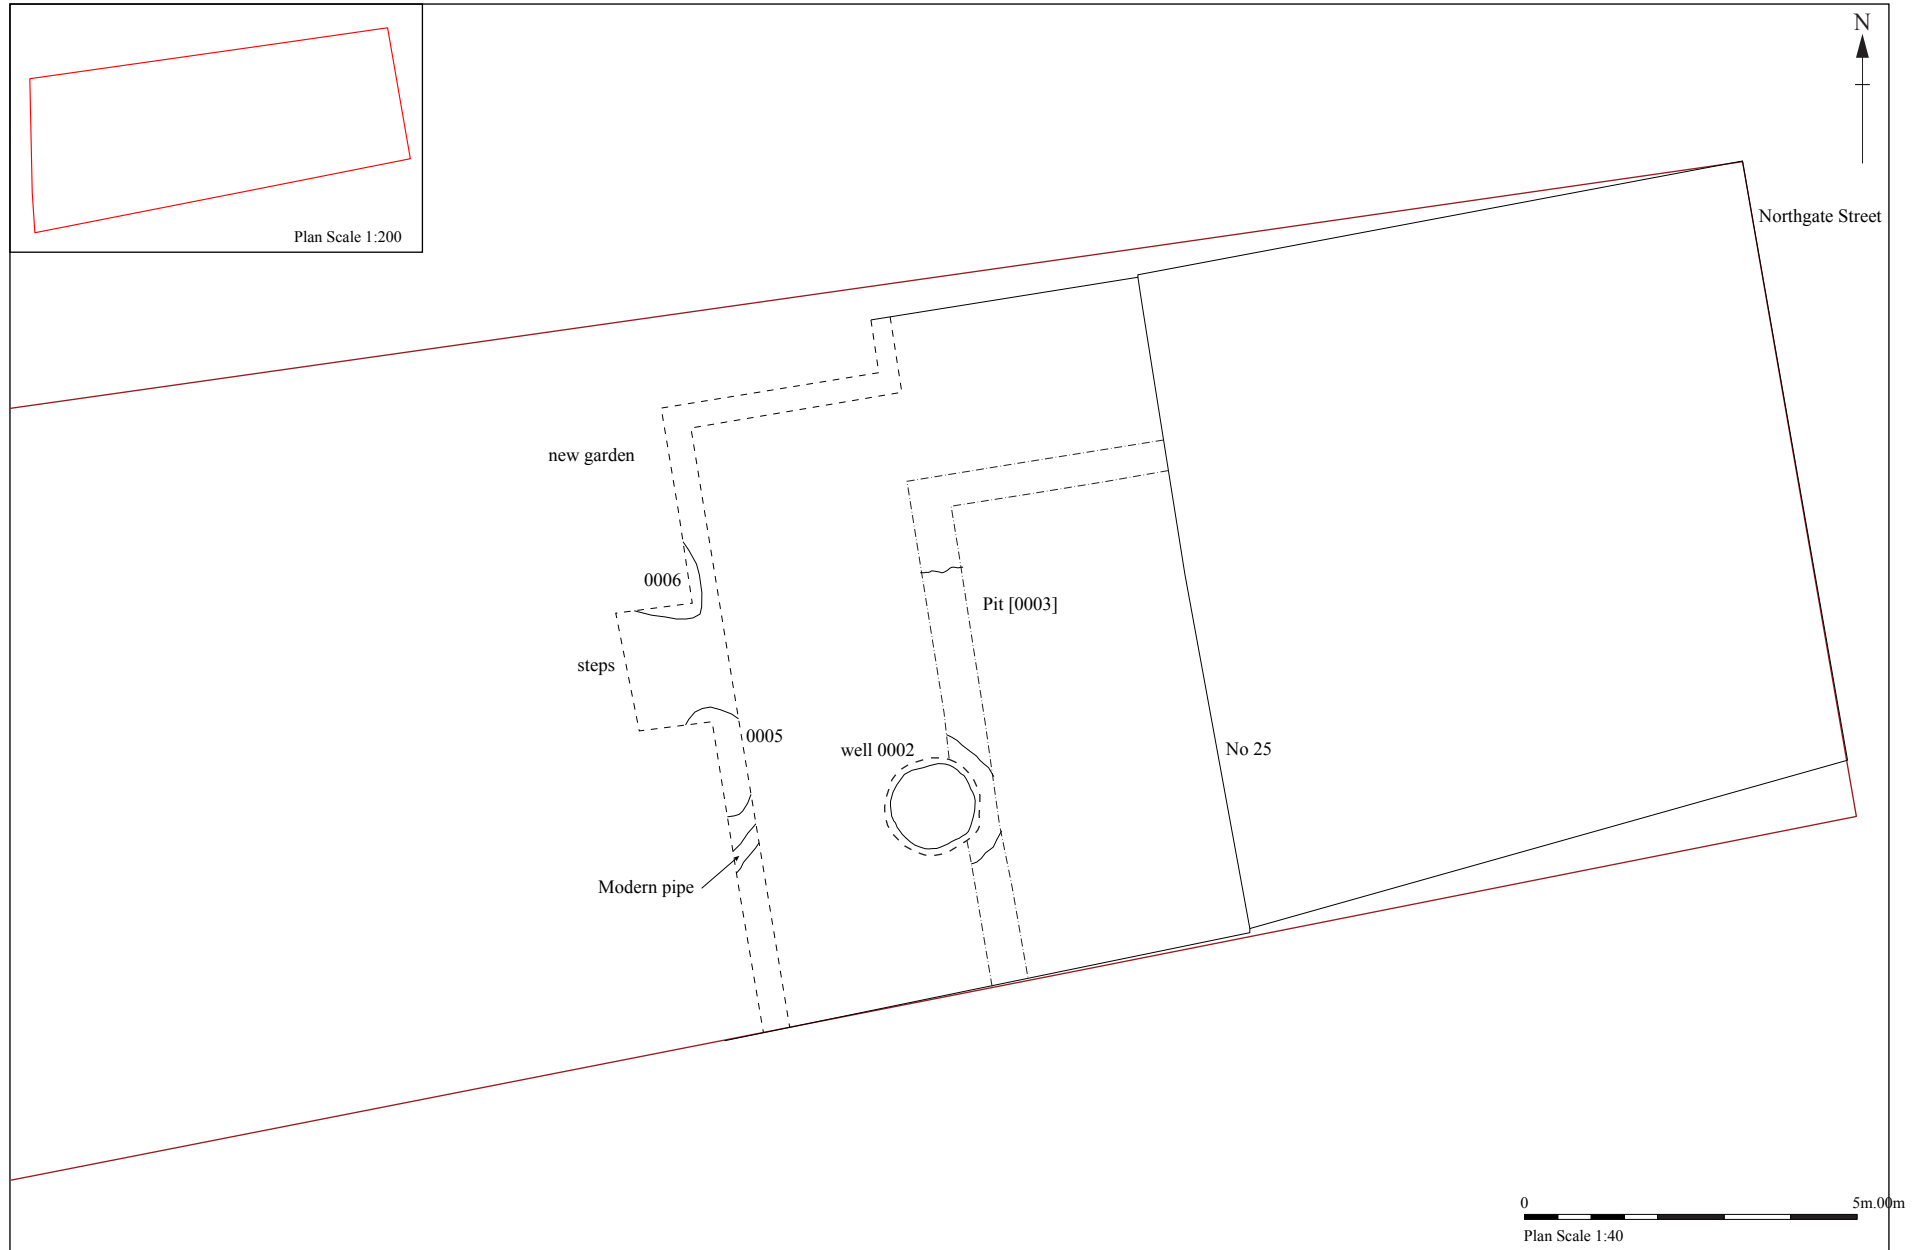 N
Plan Scale 1:200
Northgate Street
new garden
0006
Pit [0003]
steps
0005
well 0002
No 25
Modern pipe
0 5m.00m
Plan Scale 1:40